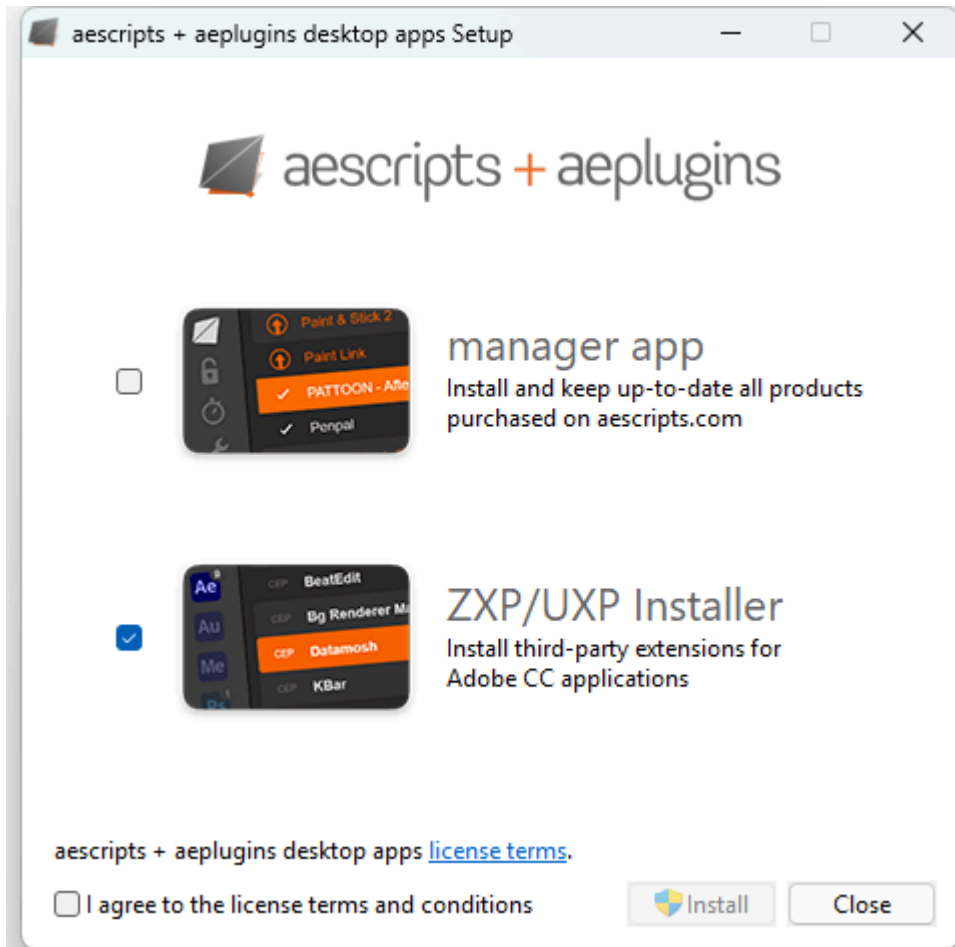 aescripts + aeplugins desktop apps Setup
aescripts + aeplugins
Paint & Stick 2
Paint Link
PATTOON - Afte
Penpal
manager app
Install and keep up-to-date all products
purchased on aescripts.com
Ae
Au
Me
Ps
CEP BeatEdit
CEP Bg Renderer Ma
CEP Datamosh
CEP KBar
ZXP/UXP Installer
Install third-party extensions for
Adobe CC applications
aescripts + aeplugins desktop apps license terms.
I agree to the license terms and conditions
Install
Close